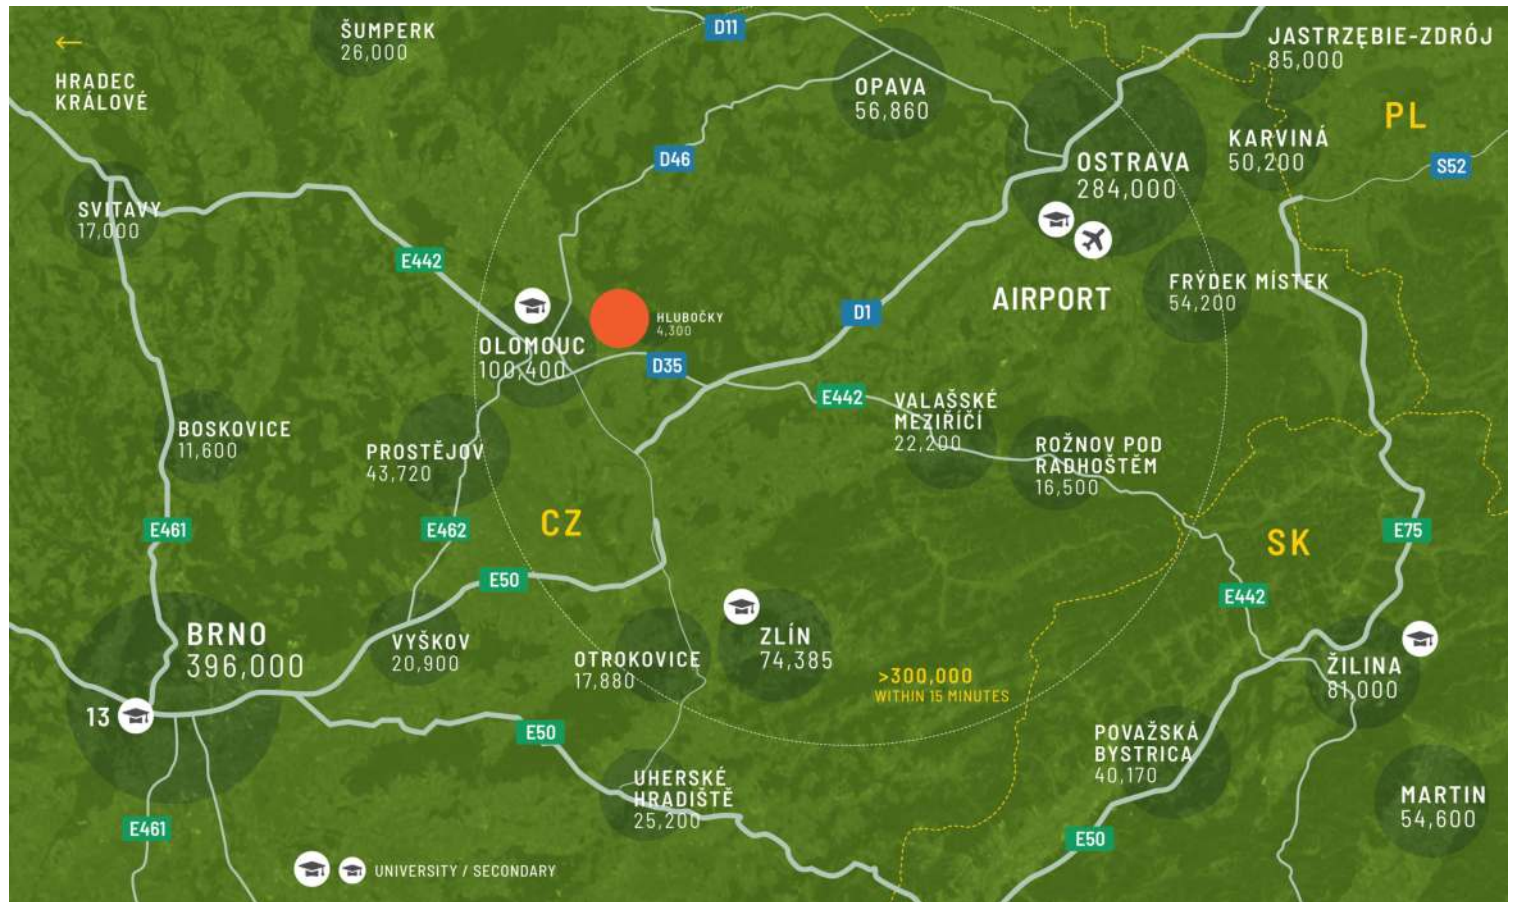 ←
HRADEC
KRÁLOVÉ
ŠUMPERK
26,000
D11
OPAVA
56,860
JASTRZĘBIE-ZDRÓJ
85,000
PL
KARVINÁ
50,200
S52
D46
OSTRAVA
284,000
SVITAVY
17,000
E442
AIRPORT
FRÝDEK MÍSTEK
54,200
D1
HLUBOČKY
4,300
OLOMOUC
100,400
D35
E442
VALAŠSKÉ
MEZIŘÍČÍ
22,200
BOSKOVICE
11,600
PROSTĚJOV
43,720
ROŽNOV POD
RADHOŠTĚM
16,500
E461
E462
CZ
SK
E75
E50
E442
BRNO
396,000
VYŠKOV
20,900
OTROKOVICE
17,880
ZLÍN
74,385
>300,000
WITHIN 15 MINUTES
ŽILINA
81,000
13
E50
POVAŽSKÁ
BYSTRICA
40,170
UHERSKÉ
HRADIŠTĚ
25,200
MARTIN
54,600
E461
E50
UNIVERSITY / SECONDARY